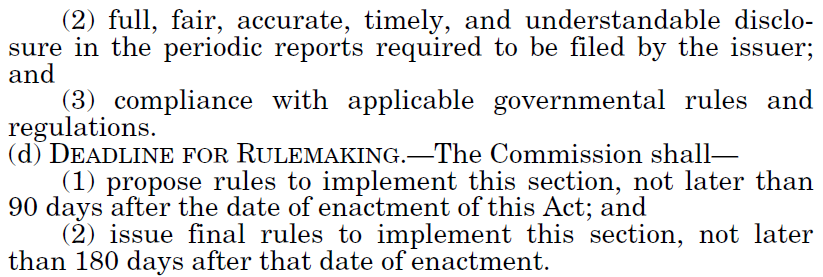 (2) full, fair, accurate, timely, and understandable disclo-
sure in the periodic reports required to be filed by the issuer;
and
(3) compliance with applicable governmental rules and
regulations.
(d) DEADLINE FOR RULEMAKING.—The Commission shall—
(1) propose rules to implement this section, not later than
90 days after the date of enactment of this Act; and
(2) issue final rules to implement this section, not later
than 180 days after that date of enactment.